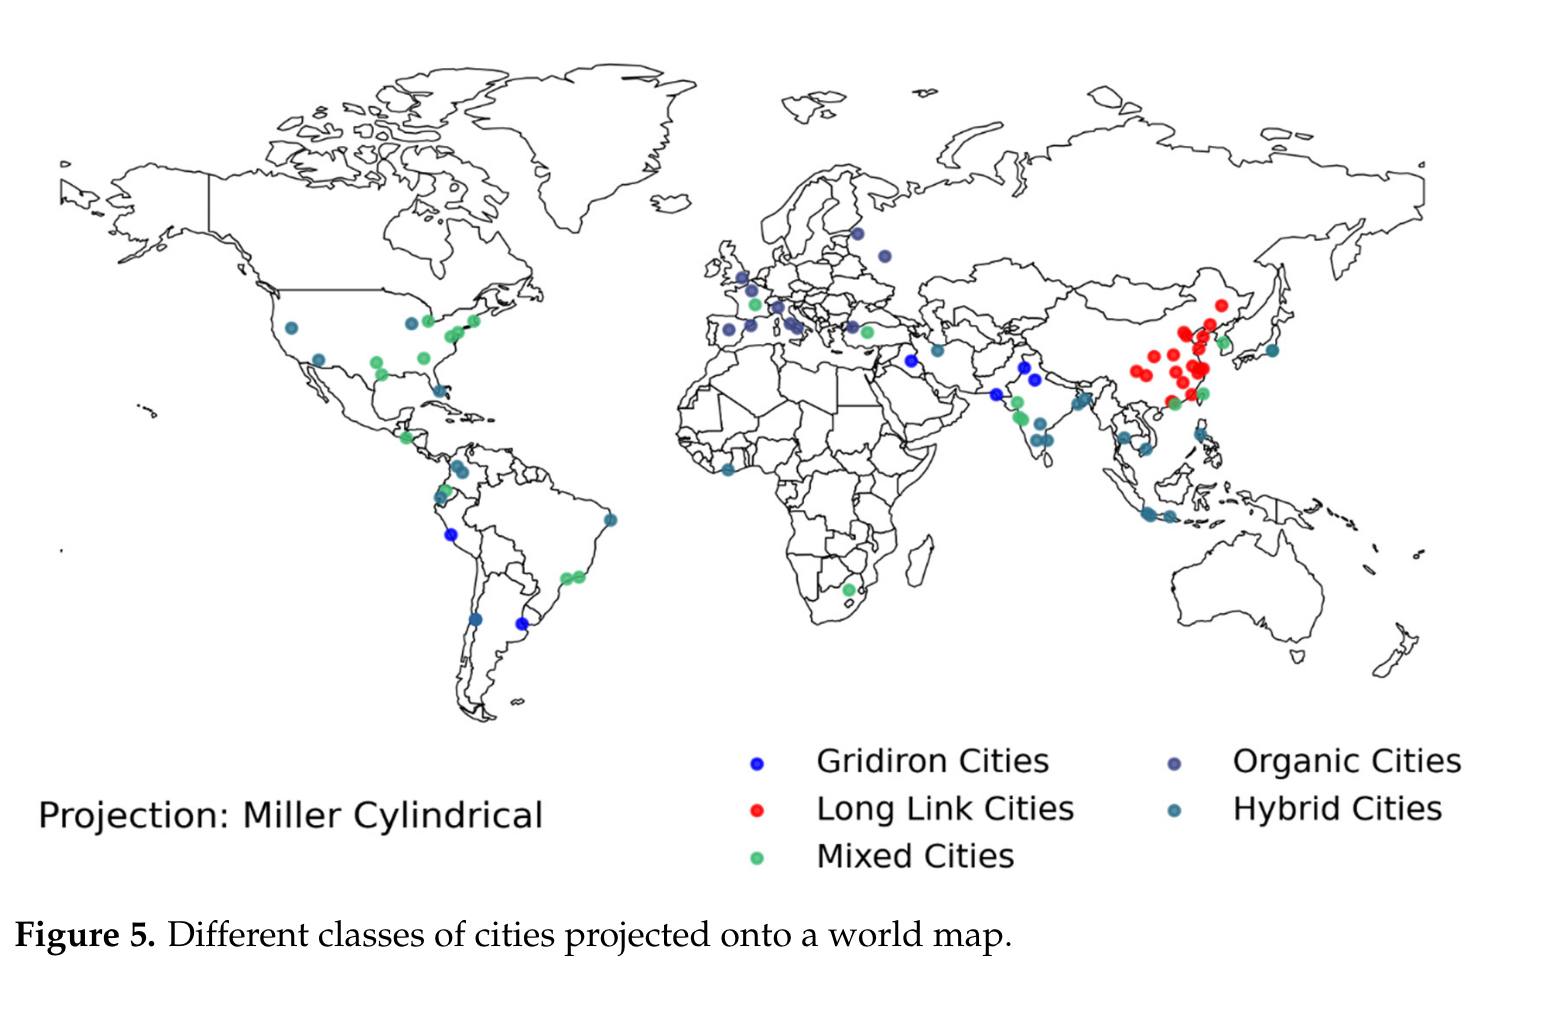 Gridiron Cities
Long Link Cities
Mixed Cities
Organic Cities
Hybrid Cities
Projection: Miller Cylindrical
Figure 5. Different classes of cities projected onto a world map.